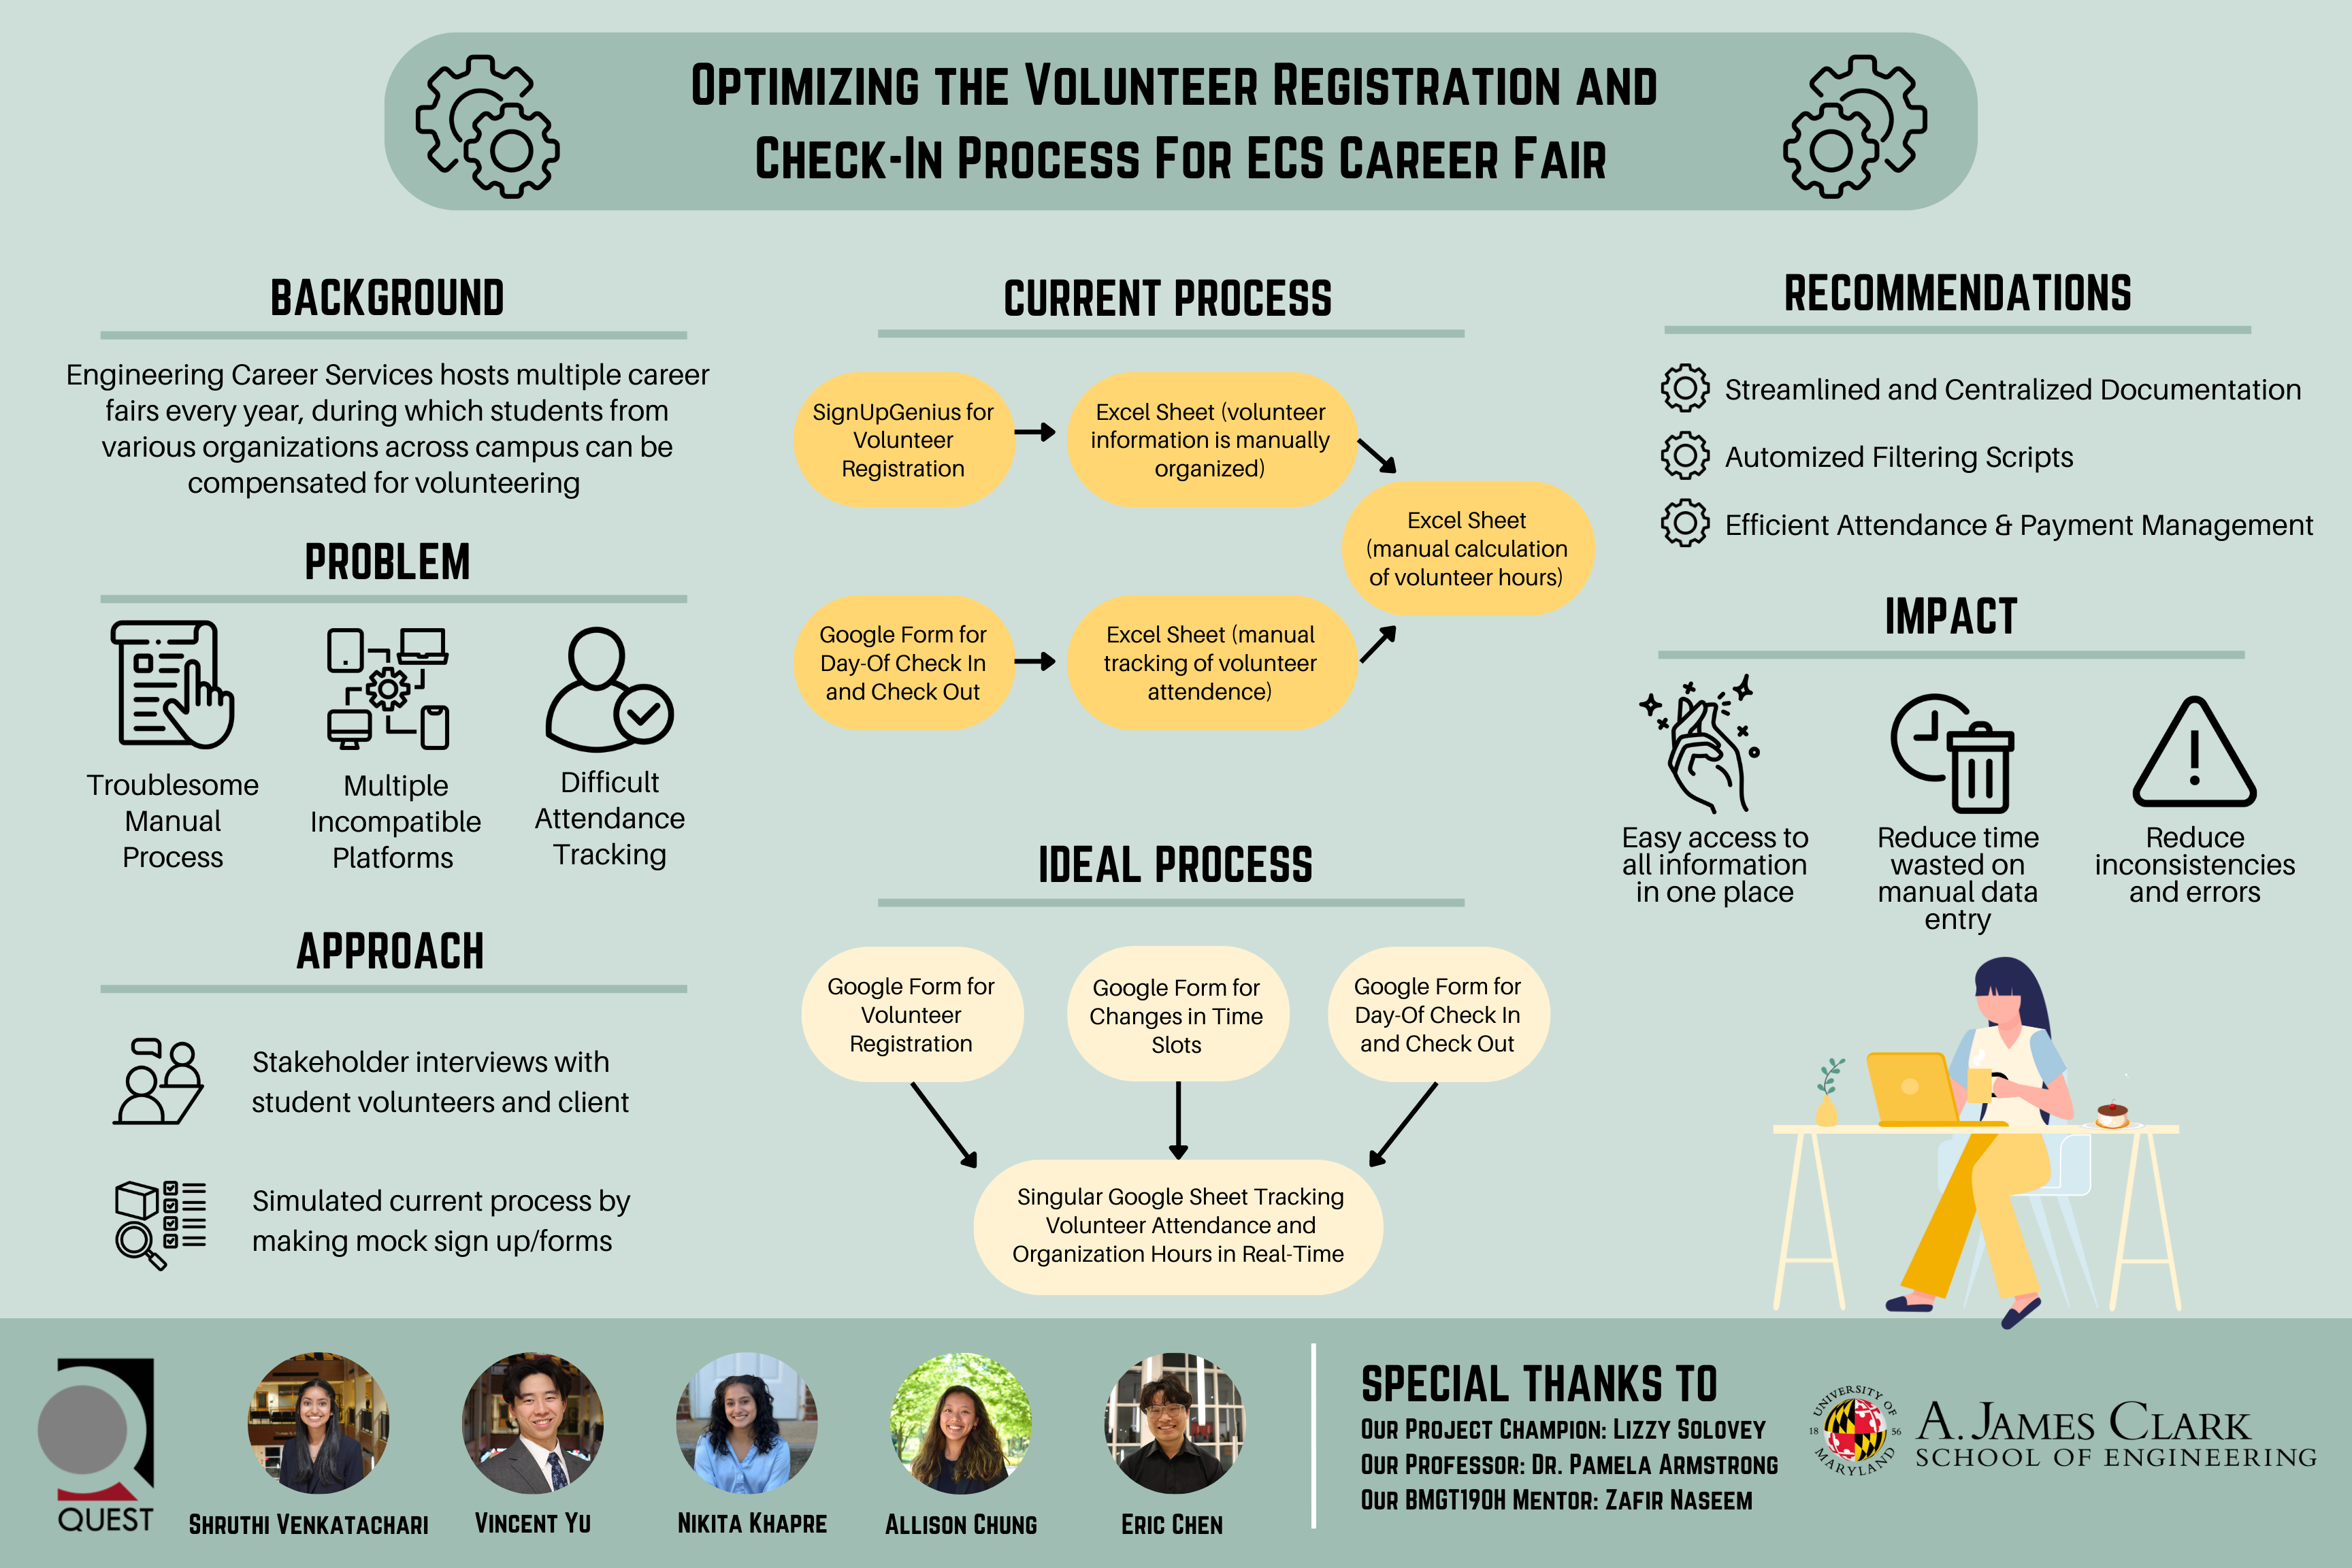 Optimizing the Volunteer Registration and
Check-In Process For ECS Career Fair
BACKGROUND
Engineering Career Services hosts multiple career
fairs every year, during which students from
various organizations across campus can be
compensated for volunteering
PROBLEM
Troublesome
Manual
Process
Multiple
Incompatible
Platforms
Difficult
Attendance
Tracking
APPROACH
Stakeholder interviews with
student volunteers and client
Simulated current process by
making mock sign up/forms
CURRENT PROCESS
SignUpGenius for
Volunteer
Registration
Excel Sheet (volunteer
information is manually
organized)
Excel Sheet
(manual calculation
of volunteer hours)
Google Form for
Day-Of Check In
and Check Out
Excel Sheet (manual
tracking of volunteer
attendence)
IDEAL PROCESS
Google Form for
Volunteer
Registration
Google Form for
Changes in Time
Slots
Google Form for
Day-Of Check In
and Check Out
Singular Google Sheet Tracking
Volunteer Attendance and
Organization Hours in Real-Time
RECOMMENDATIONS
Streamlined and Centralized Documentation
Automized Filtering Scripts
Efficient Attendance & Payment Management
IMPACT
Easy access to
all information
in one place
Reduce time
wasted on
manual data
entry
Reduce
inconsistencies
and errors
QUEST
Shruthi Venkatachari
Vincent Yu
Nikita Khapre
Allison Chung
Eric Chen
SPECIAL THANKS TO
Our Project Champion: Lizzy Solovey
Our Professor: Dr. Pamela Armstrong
Our BMGT190H Mentor: Zafir Naseem
UNIVERSITY OF
18 56
MARYLAND
A. JAMES CLARK
SCHOOL OF ENGINEERING